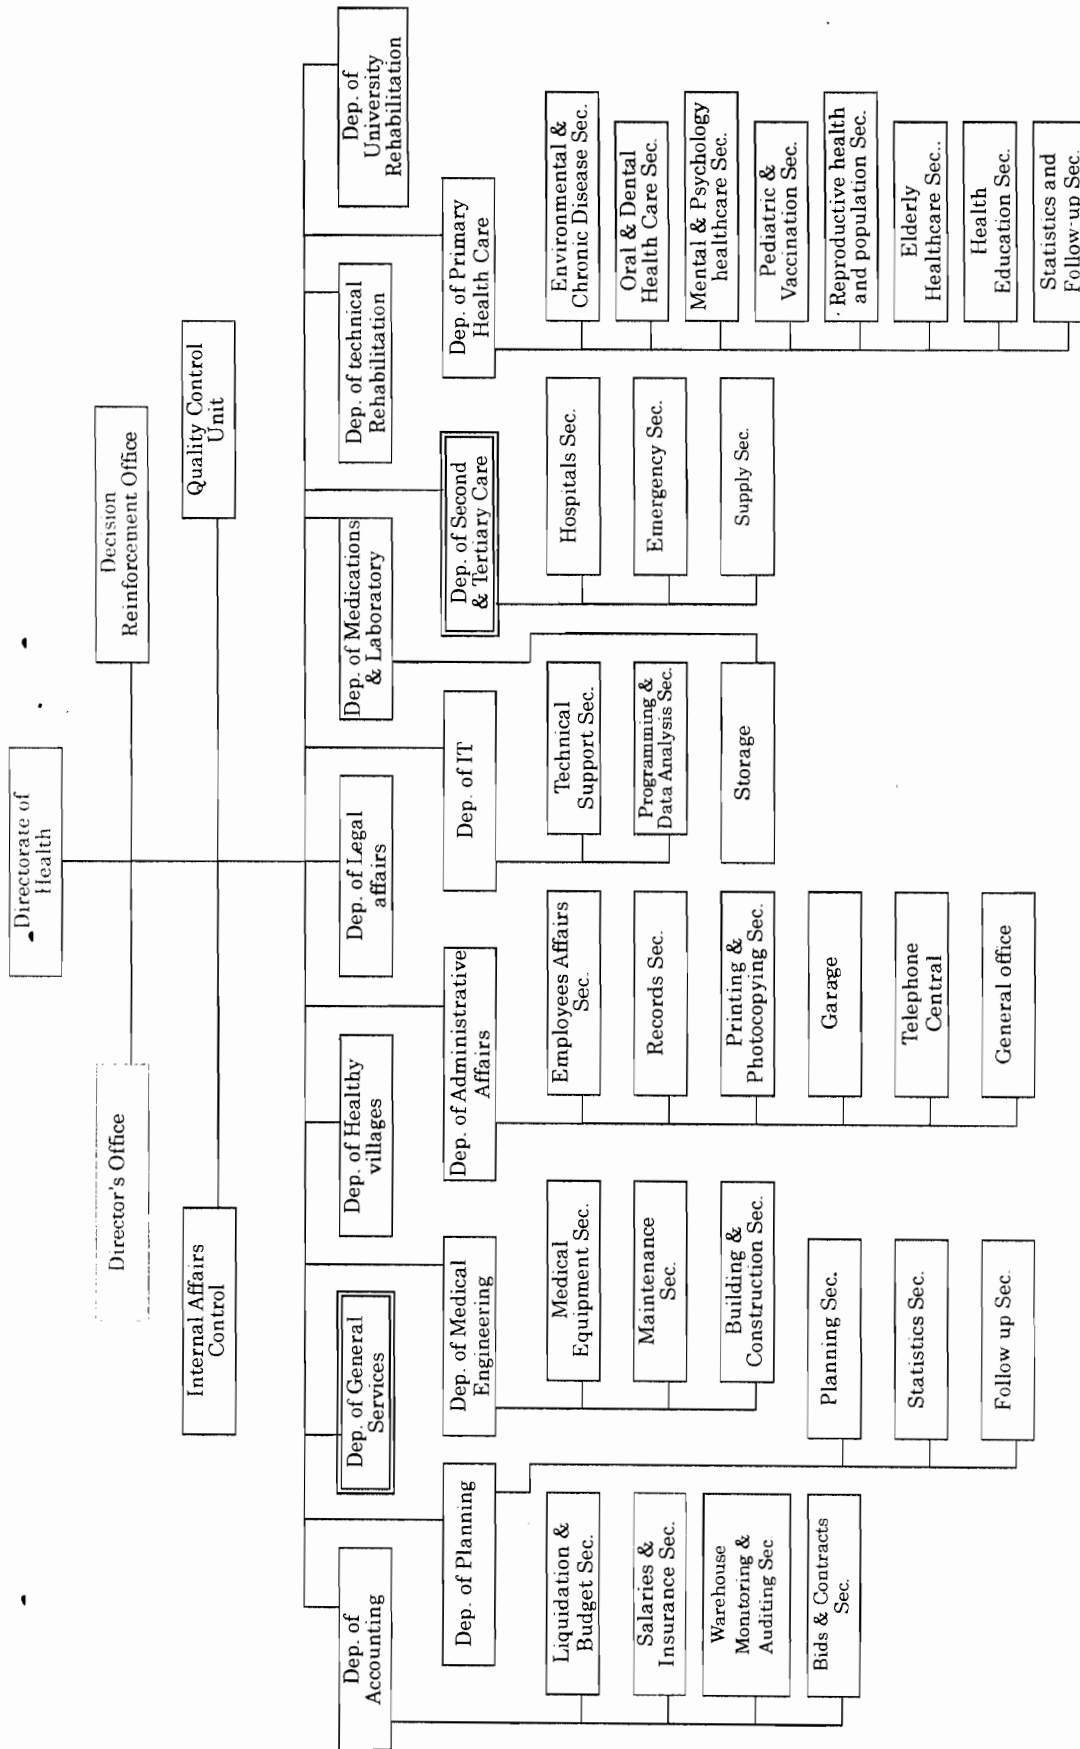 Directorate of
Health
Director's Office
Decision
Reinforcement Office
Internal Affairs
Control
Quality Control
Unit
Dep. of
Accounting
Dep. of General
Services
Dep. of Healthy
villages
Dep. of Legal
affairs
Dep. of Medications
& Laboratory
Dep. of technical
Rehabilitation
Dep. of
University
Rehabilitation
Dep. of Planning
Dep. of Medical
Engineering
Dep. of Administrative
Affairs
Dep. of IT
Dep. of Second
& Tertiary Care
Dep. of Primary
Health Care
Liquidation &
Budget Sec.
Salaries &
Insurance Sec.
Warehouse
Monitoring &
Auditing Sec.
Bids & Contracts
Sec.
Planning Sec.
Statistics Sec.
Follow up Sec.
Medical
Equipment Sec.
Maintenance
Sec.
Building &
Construction Sec.
Employees Affairs
Sec.
Records Sec.
Printing &
Photocopying Sec.
Garage
Telephone
Central
General office
Technical
Support Sec.
Programming &
Data Analysis Sec.
Storage
Hospitals Sec.
Emergency Sec.
Supply Sec.
Environmental &
Chronic Disease Sec.
Oral & Dental
Health Care Sec.
Mental & Psychology
healthcare Sec.
Pediatric &
Vaccination Sec.
Reproductive health
and population Sec.
Elderly
Healthcare Sec..
Health
Education Sec.
Statistics and
Follow-up Sec.